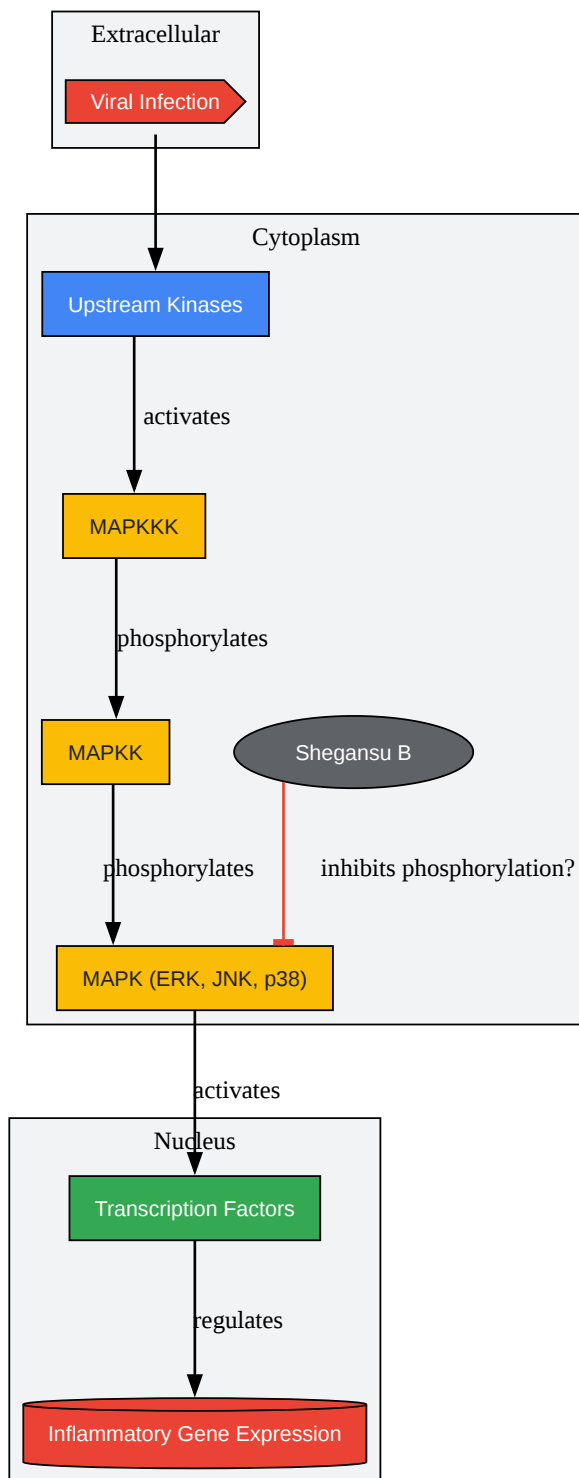 Extracellular
Viral Infection
Cytoplasm
Upstream Kinases
activates
MAPKKK
phosphorylates
MAPKK
Shegansu B
phosphorylates
inhibits phosphorylation?
MAPK (ERK, JNK, p38)
activates
Nucleus
Transcription Factors
regulates
Inflammatory Gene Expression